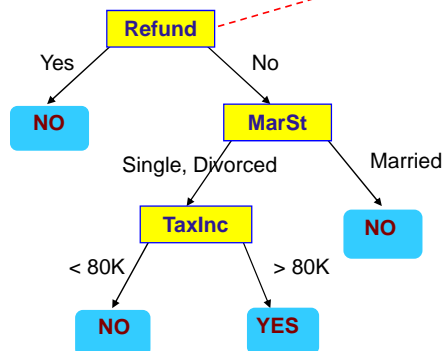 Refund
Yes
No
NO
MarSt
Single, Divorced
Married
TaxInc
NO
< 80K
> 80K
NO
YES